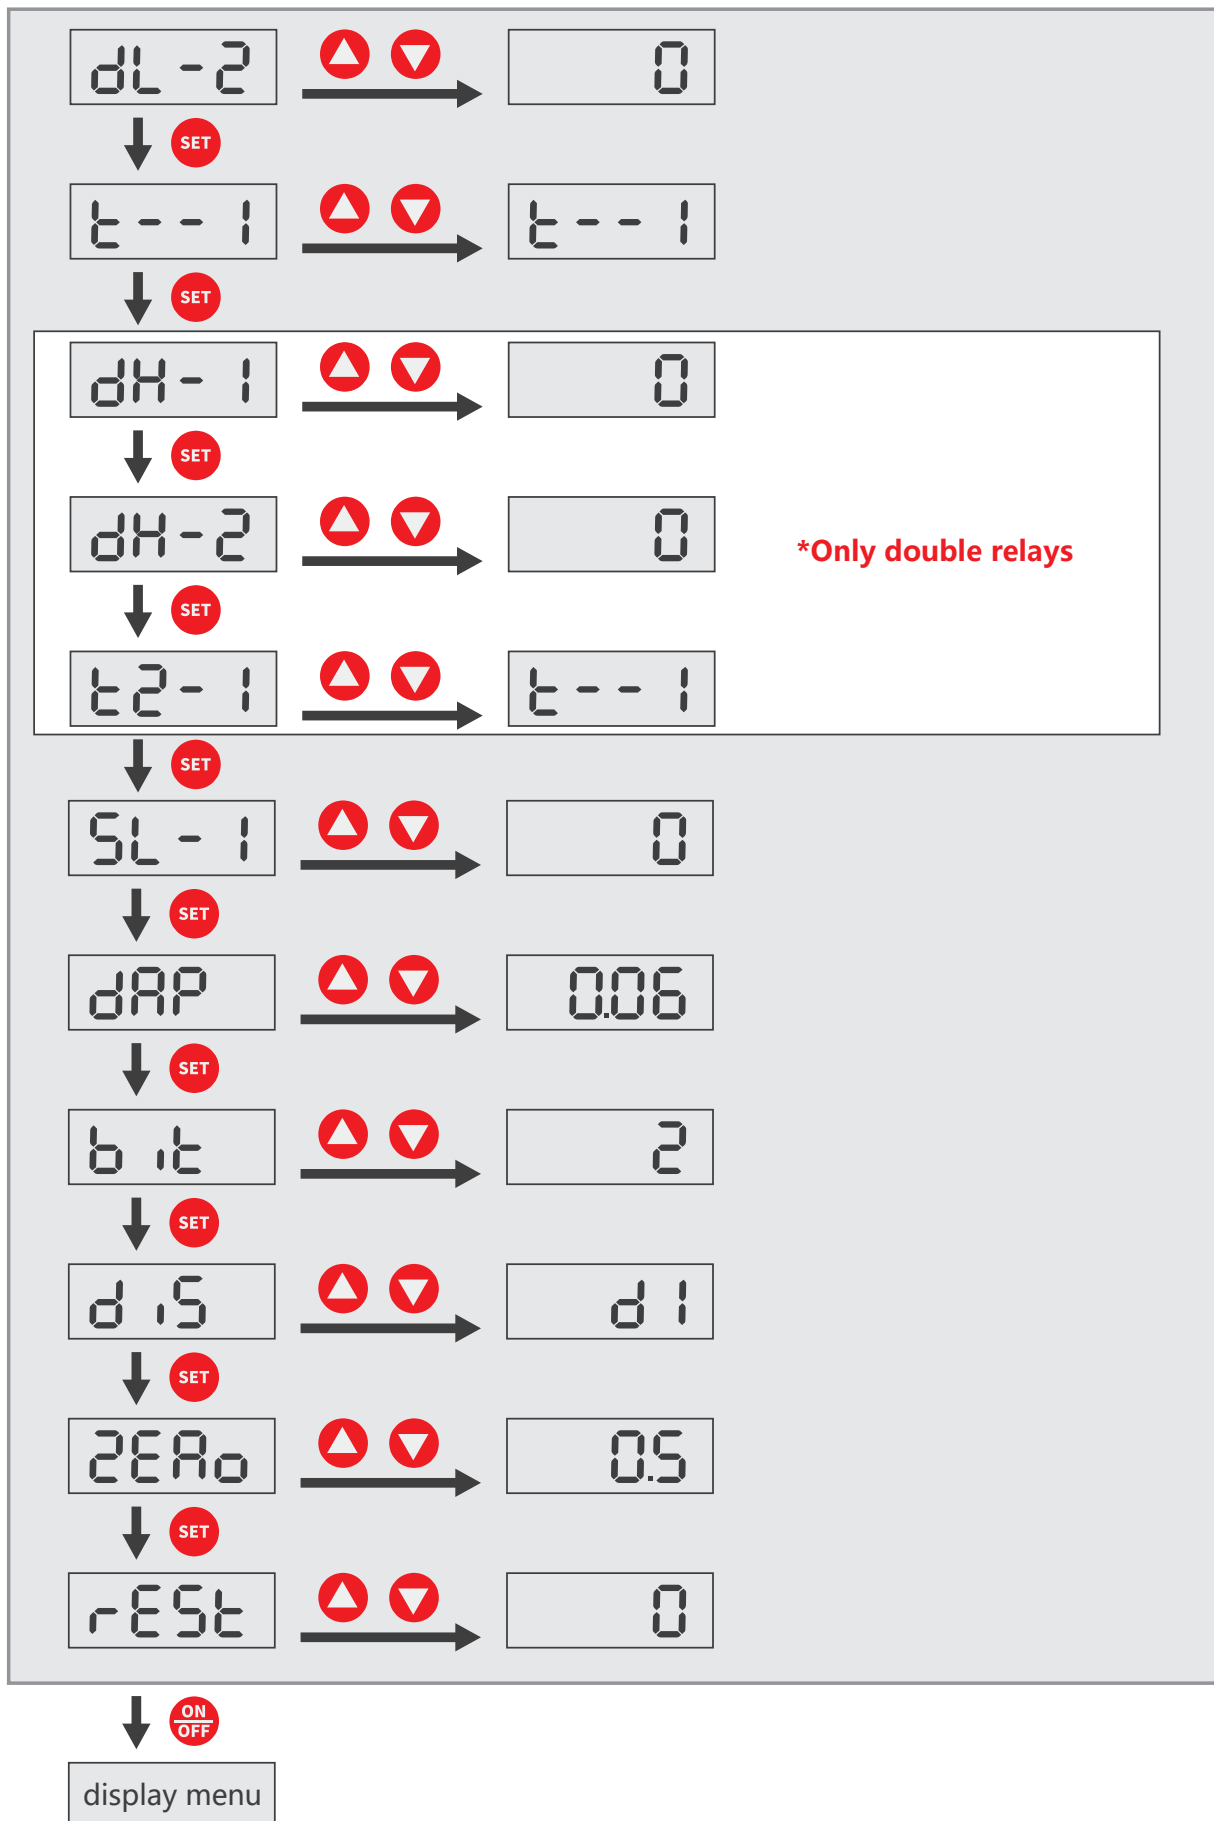 dL-2 0
SET
t--1 t--1
SET
dH-1 0
SET
dH-2 0
*Only double relays
SET
t2-1 t--1
SET
SL-1 0
SET
dAP 0.06
SET
bit 2
SET
diS d1
SET
2EAo 0.5
SET
rESt 0
ON
OFF
display menu